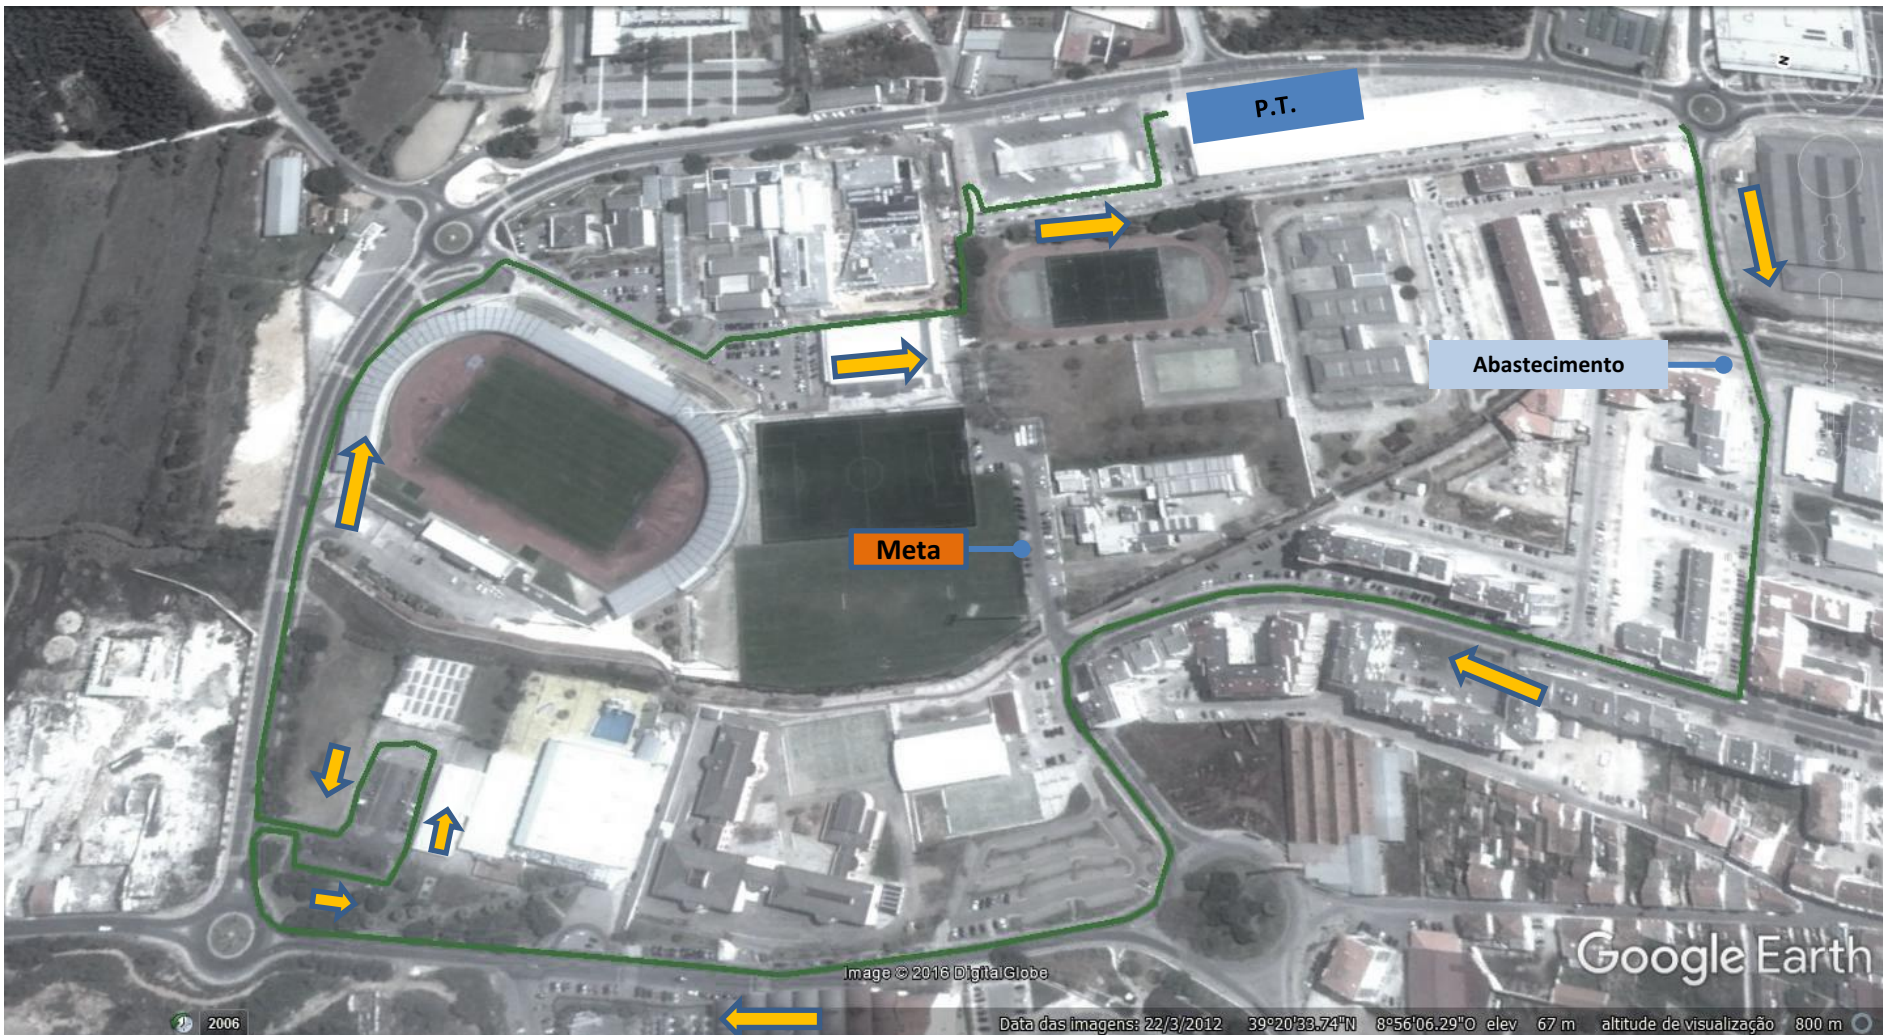 P.T.
N
Abastecimento
Meta
Google Earth
Image © 2016 DigitalGlobe
2006
Data das imagens: 22/3/2012 39°20'33.74"N 8°56'06.29"O elev 67 m altitude de visualização 800 m